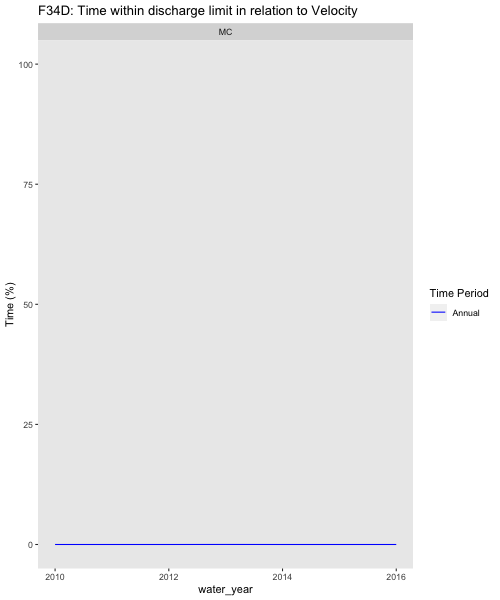 F34D: Time within discharge limit in relation to Velocity
MC
100
75
50
25
0
Time (%)
2010 2012 2014 2016
water_year
Time Period
Annual